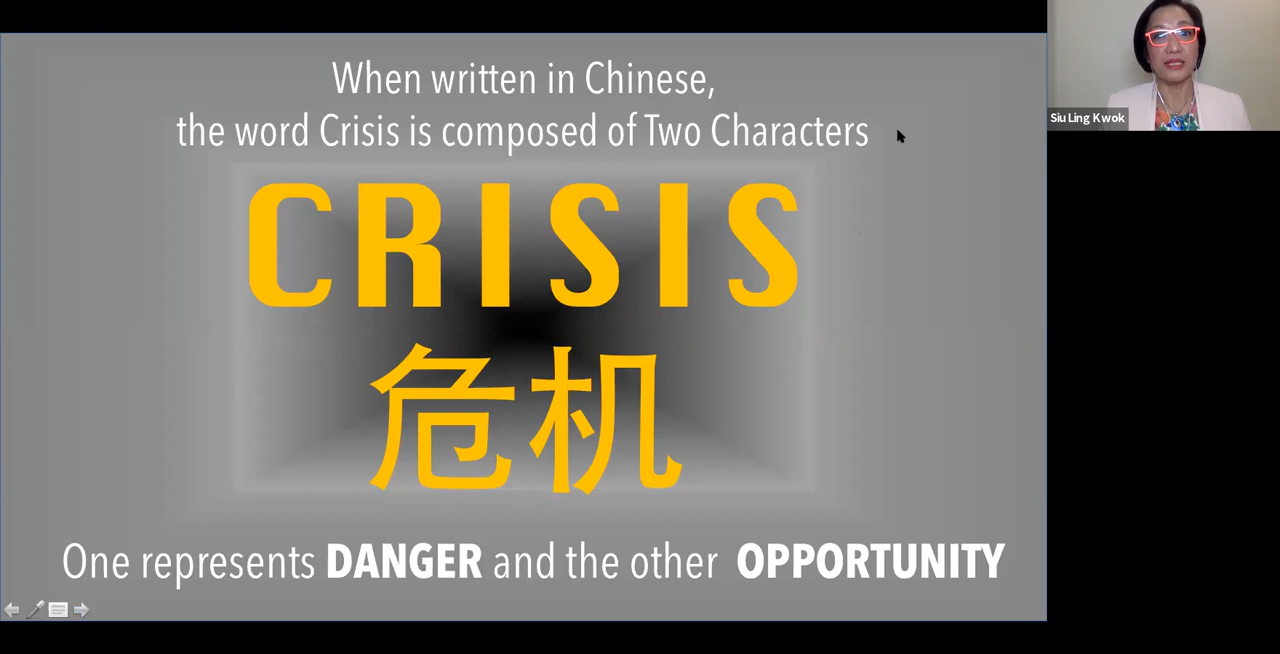 When written in Chinese,
the word Crisis is composed of Two Characters
CRISIS
危机
One represents DANGER and the other OPPORTUNITY
Siu Ling Kwok